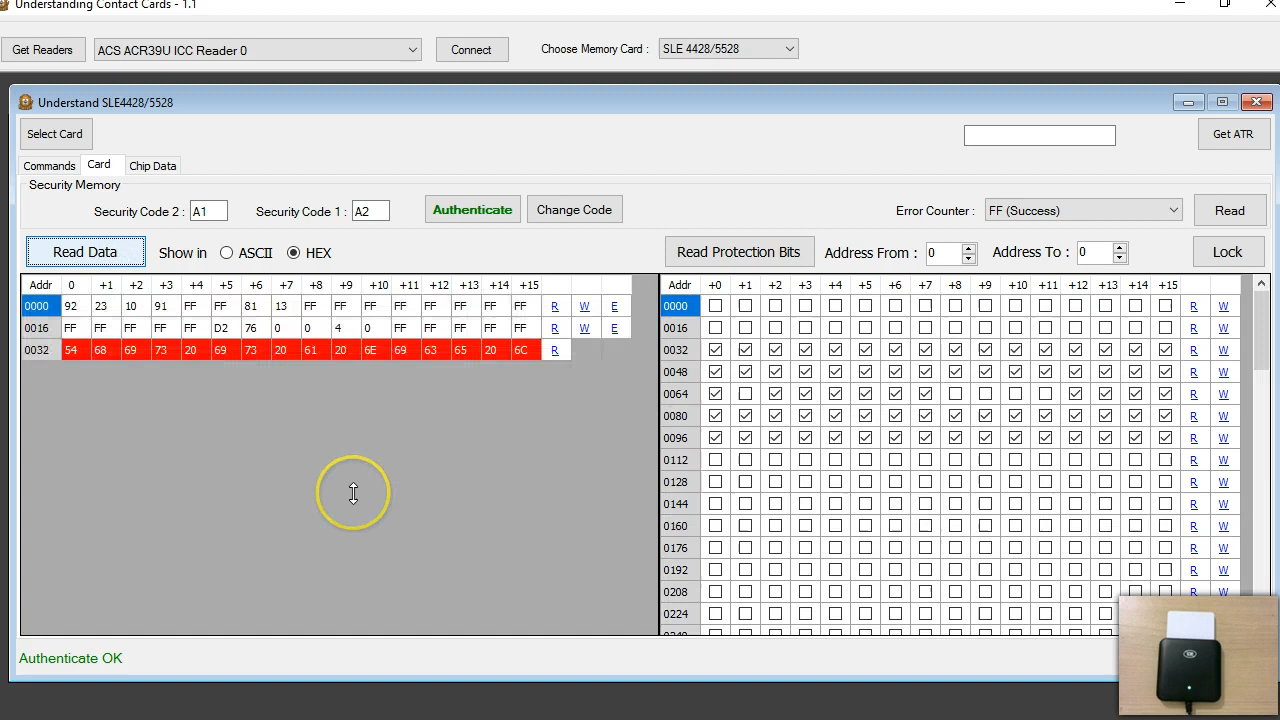 Understanding Contact Cards - 1.1
Get Readers ACS ACR39U ICC Reader 0 Connect Choose Memory Card : SLE 4428/5528
Understand SLE4428/5528
Select Card Get ATR
Commands Card Chip Data
Security Memory
Security Code 2 : A1 Security Code 1 : A2 Authenticate Change Code Error Counter : FF (Success) Read
Read Data Show in ASCII HEX Read Protection Bits Address From : 0 Address To : 0 Lock
Addr 0 +1 +2 +3 +4 +5 +6 +7 +8 +9 +10 +11 +12 +13 +14 +15
0000 92 23 10 91 FF FF 81 13 FF FF FF FF FF FF FF FF R W E
0016 FF FF FF FF FF D2 76 0 0 4 0 FF FF FF FF FF R W E
0032 54 68 69 73 20 69 73 20 61 20 6E 69 63 65 20 6C R
Addr +0 +1 +2 +3 +4 +5 +6 +7 +8 +9 +10 +11 +12 +13 +14 +15
0000 R W
0016 R W
0032 R W
0048 R W
0064 R W
0080 R W
0096 R W
0112 R W
0128 R W
0144 R W
0160 R W
0176 R W
0192 R W
0208 R W
0224
Authenticate OK